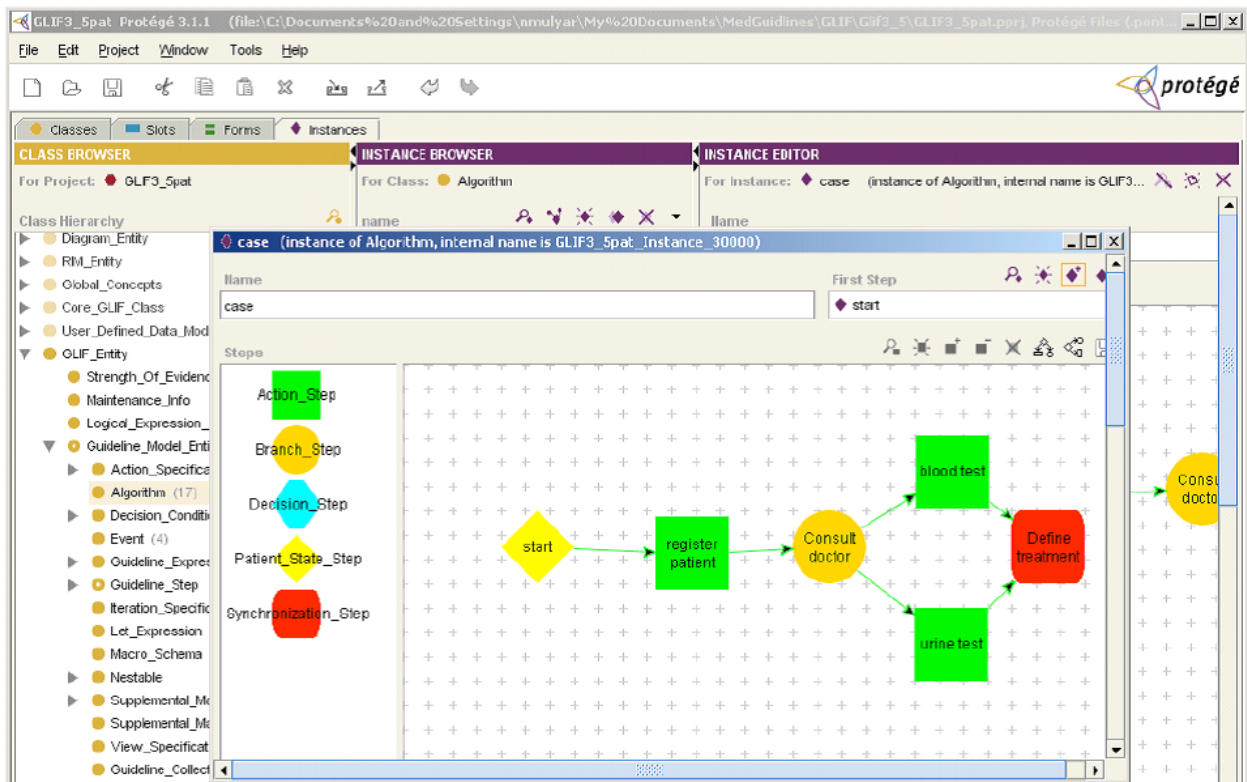 GLIF3_5pat Protégé 3.1.1 (file:\C:\Documents%20and%20Settings\nmulyar\My%20Documents\MedGuidlines\GLIF\Glif3_5\GLIF3_5pat.pprj, Protégé Files (.pont...
File Edit Project Window Tools Help
protégé
Classes Slots Forms Instances
CLASS BROWSER INSTANCE BROWSER INSTANCE EDITOR
For Project: GLIF3_5pat For Class: Algorithm For Instance: case (instance of Algorithm, internal name is GLIF3...
Class Hierarchy name Name
Diagram_Entity
RIM_Entity
Global_Concepts
Core_GLIF_Class
User_Defined_Data_Mod
GLIF_Entity
Strength_Of_Evidenc
Maintenance_Info
Logical_Expression_
Guideline_Model_Enti
Action_Specifica
Algorithm (17)
Decision_Conditi
Event (4)
Guideline_Expres
Guideline_Step
Iteration_Specific
Let_Expression
Macro_Schema
Nestable
Supplemental_Mo
Supplemental_Ma
View_Specificat
Guideline_Collect
case (instance of Algorithm, internal name is GLIF3_5pat_Instance_30000)
Name First Step
case start
Steps
Action_Step
Branch_Step
Decision_Step
Patient_State_Step
Synchronization_Step
start
register
patient
Consult
doctor
blood test
urine test
Define
treatment
Consu
docto